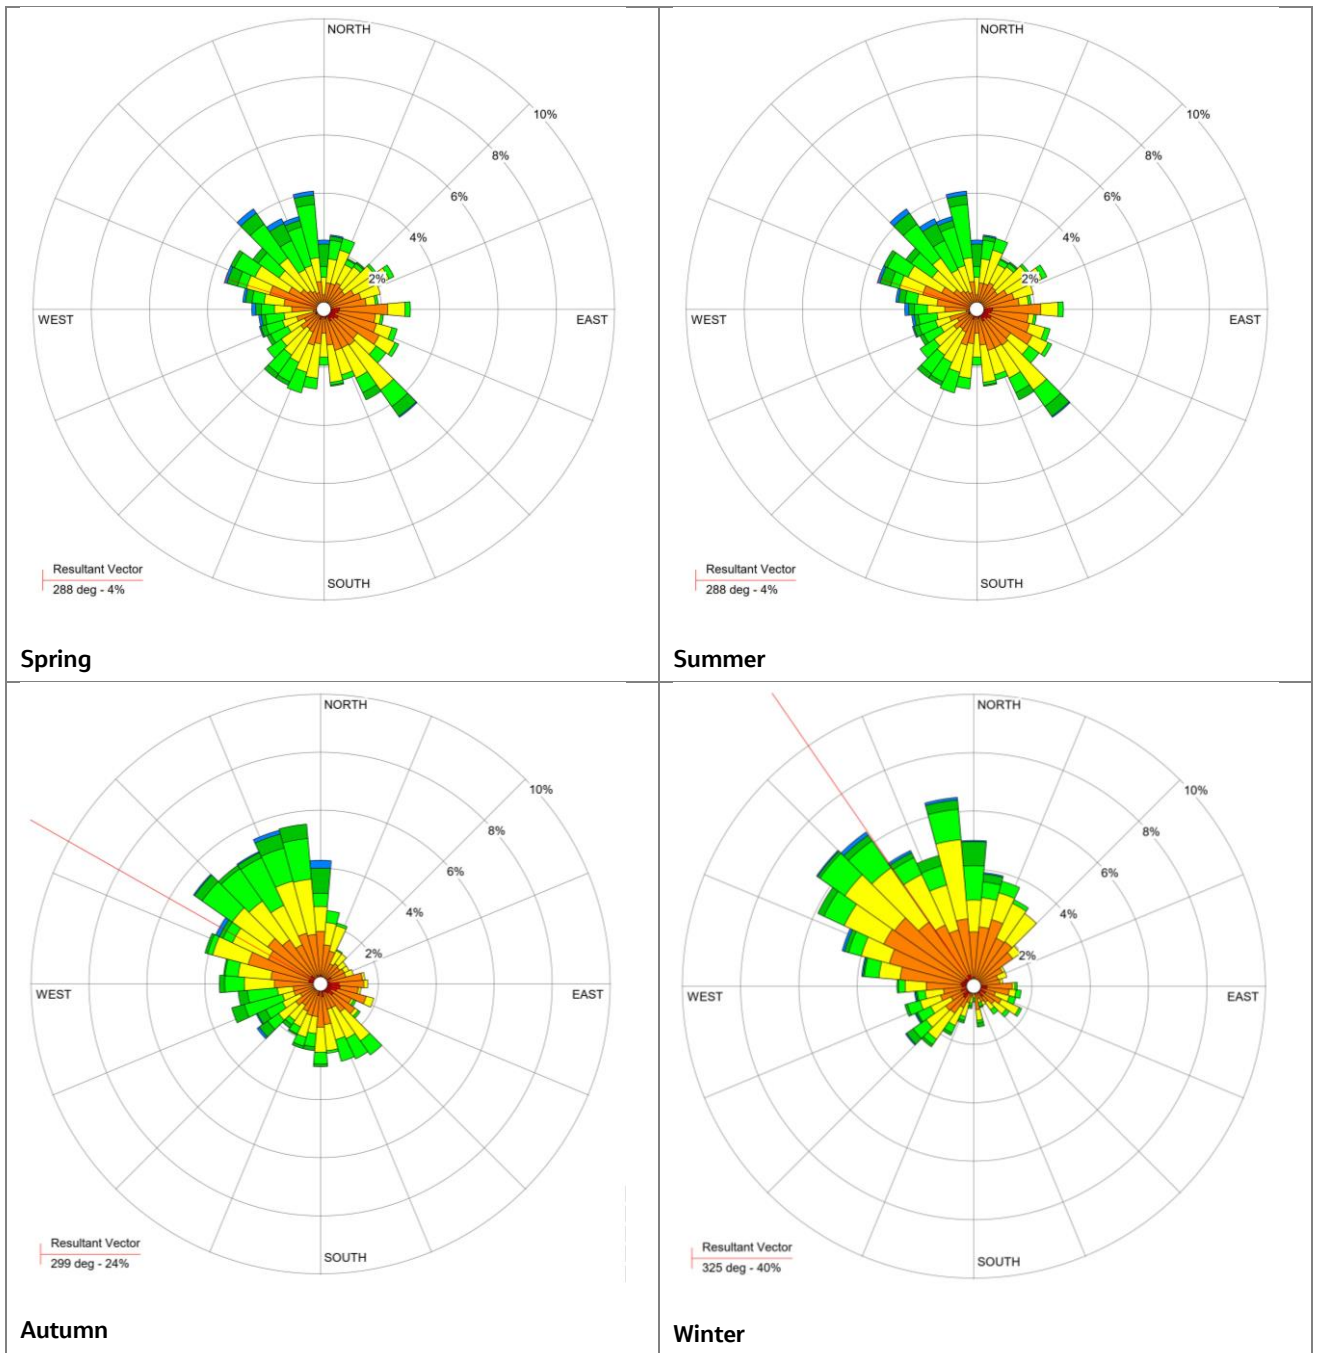 NORTH
10%
8%
6%
4%
2%
WEST
EAST
Resultant Vector
288 deg - 4%
SOUTH
Spring
NORTH
10%
8%
6%
4%
2%
WEST
EAST
Resultant Vector
288 deg - 4%
SOUTH
Summer
NORTH
10%
8%
6%
4%
2%
WEST
EAST
Resultant Vector
299 deg - 24%
SOUTH
Autumn
NORTH
10%
8%
6%
4%
2%
WEST
EAST
Resultant Vector
325 deg - 40%
SOUTH
Winter